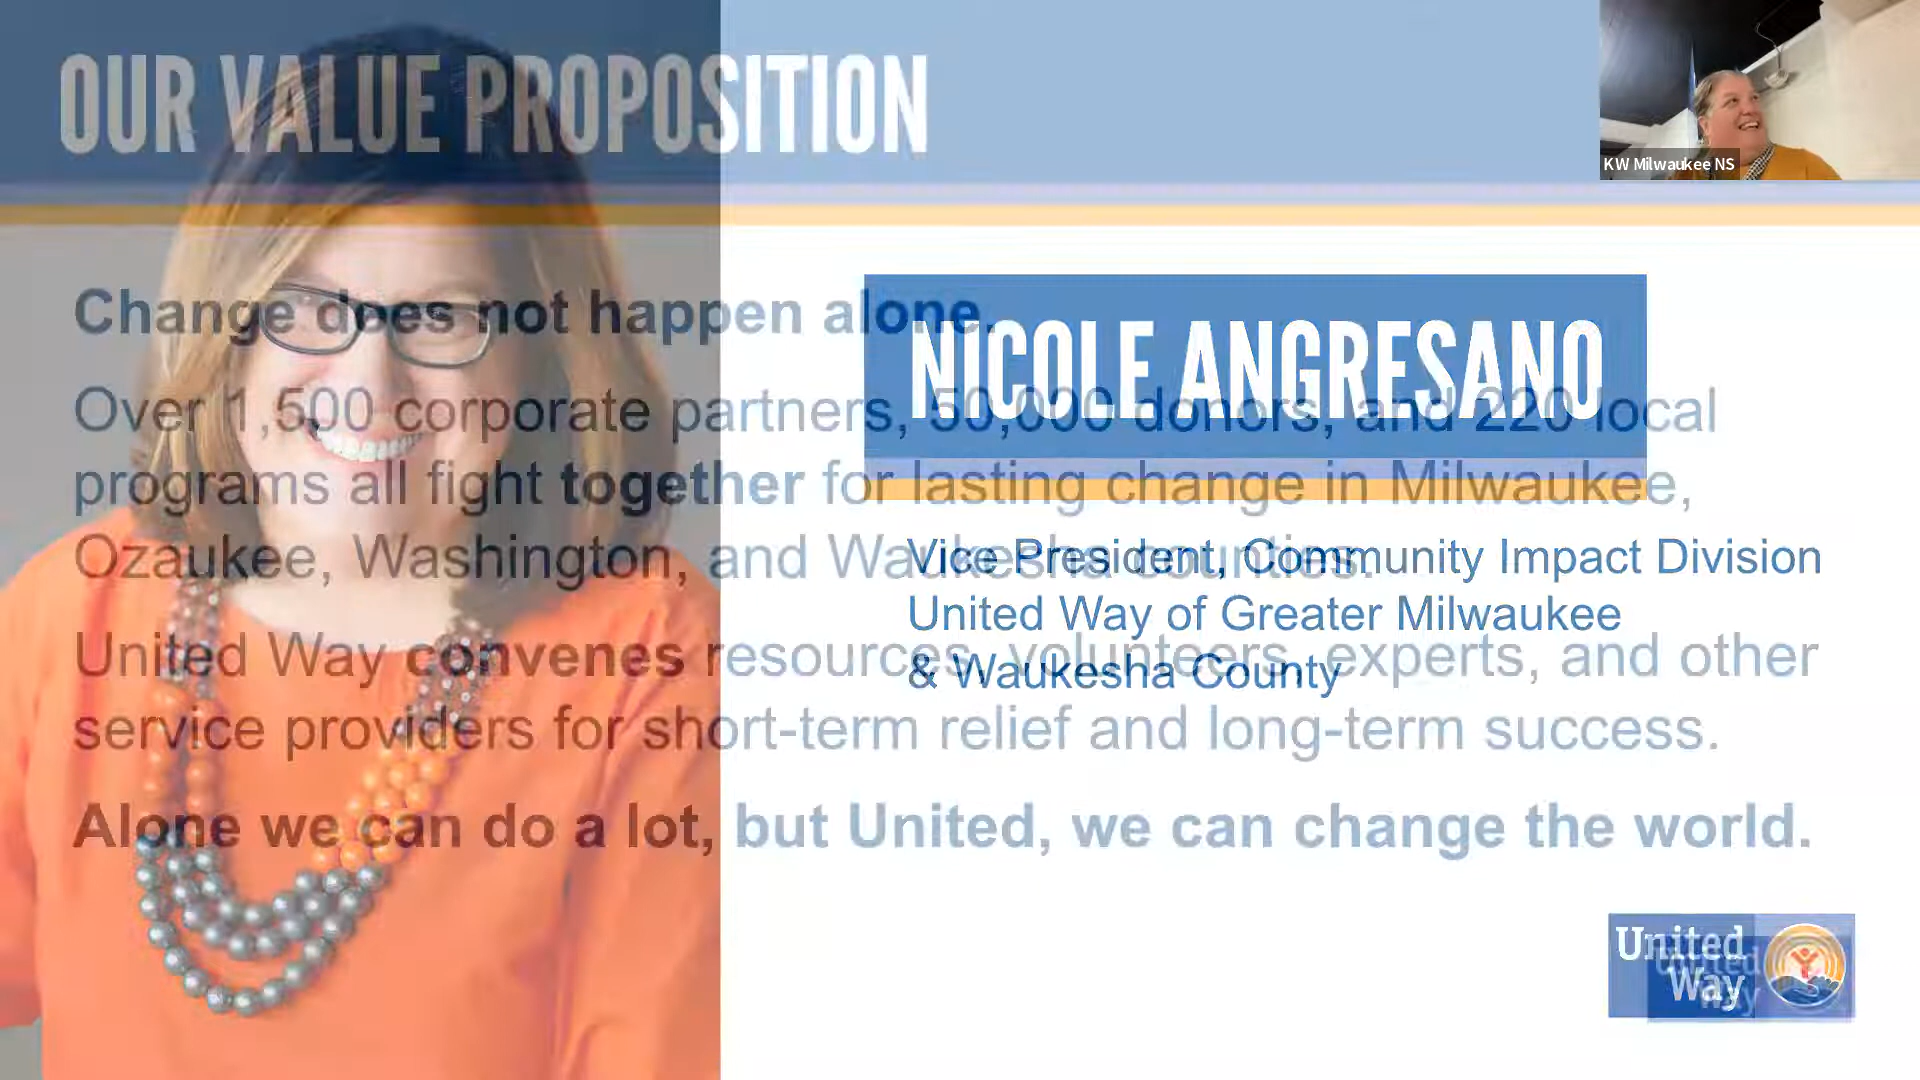 OUR VALUE PROPOSITION
KW Milwaukee NS
Change does not happen alone.
Over 1,500 corporate partners, 50,000 donors, and 220 local
programs all fight together for lasting change in Milwaukee,
Ozaukee, Washington, and Waukesha counties.
United Way convenes resources, volunteers, experts, and other
service providers for short-term relief and long-term success.
Alone we can do a lot, but United, we can change the world.
NICOLE ANGRESANO
Vice President, Community Impact Division
United Way of Greater Milwaukee
& Waukesha County
United
Way
United
Way